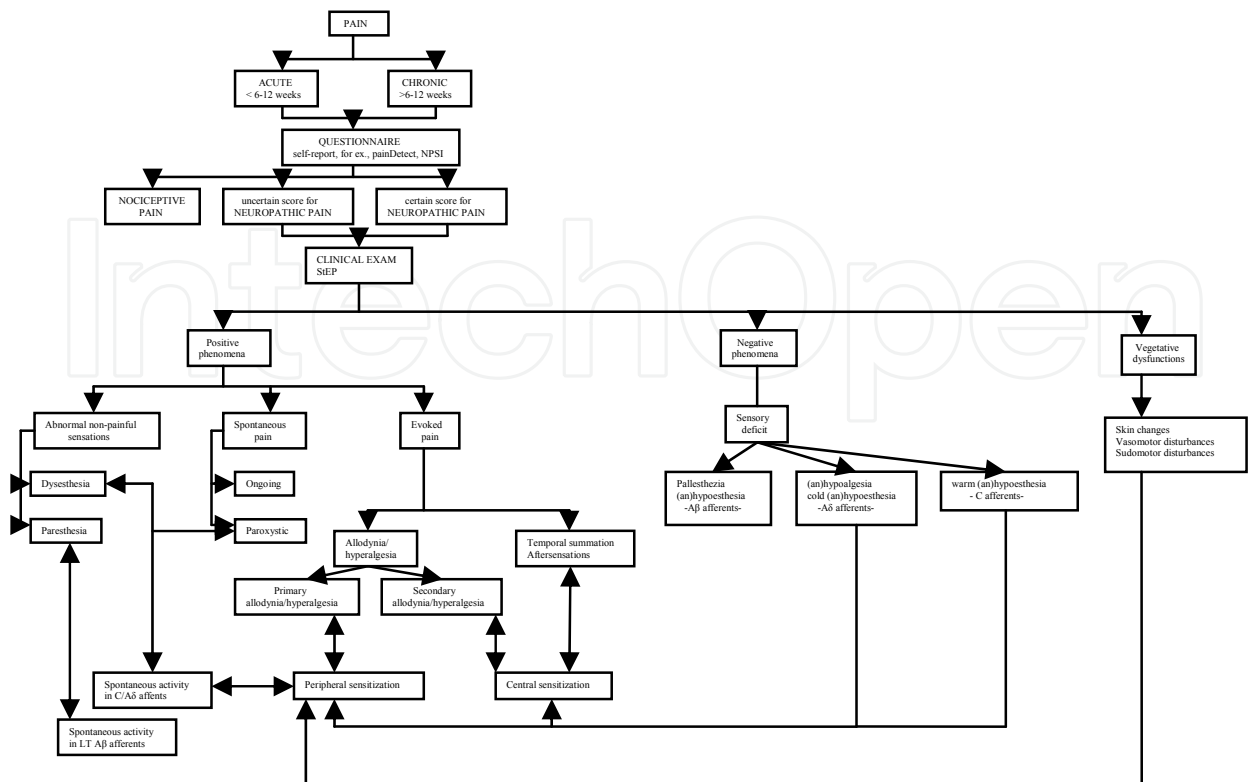 PAIN
ACUTE
< 6-12 weeks
CHRONIC
>6-12 weeks
QUESTIONNAIRE
self-report, for ex., painDetect, NPSI
NOCICEPTIVE
PAIN
uncertain score for
NEUROPATHIC PAIN
certain score for
NEUROPATHIC PAIN
CLINICAL EXAM
StEP
IntechOpen
Positive
phenomena
Negative
phenomena
Vegetative
dysfunctions
Abnormal non-painful
sensations
Spontaneous
pain
Evoked
pain
Sensory
deficit
Skin changes
Vasomotor disturbances
Sudomotor disturbances
Dysesthesia
Ongoing
Pallesthezia
(an)hypoesthesia
-Aβ afferents-
(an)hypoalgesia
cold (an)hypoesthesia
-Aδ afferents-
warm (an)hypoesthesia
- C afferents-
Paresthesia
Paroxystic
Allodynia/
hyperalgesia
Temporal summation
Aftersensations
Primary
allodynia/hyperalgesia
Secondary
allodynia/hyperalgesia
Spontaneous activity
in C/Aδ affents
Peripheral sensitization
Central sensitization
Spontaneous activity
in LT Aβ afferents